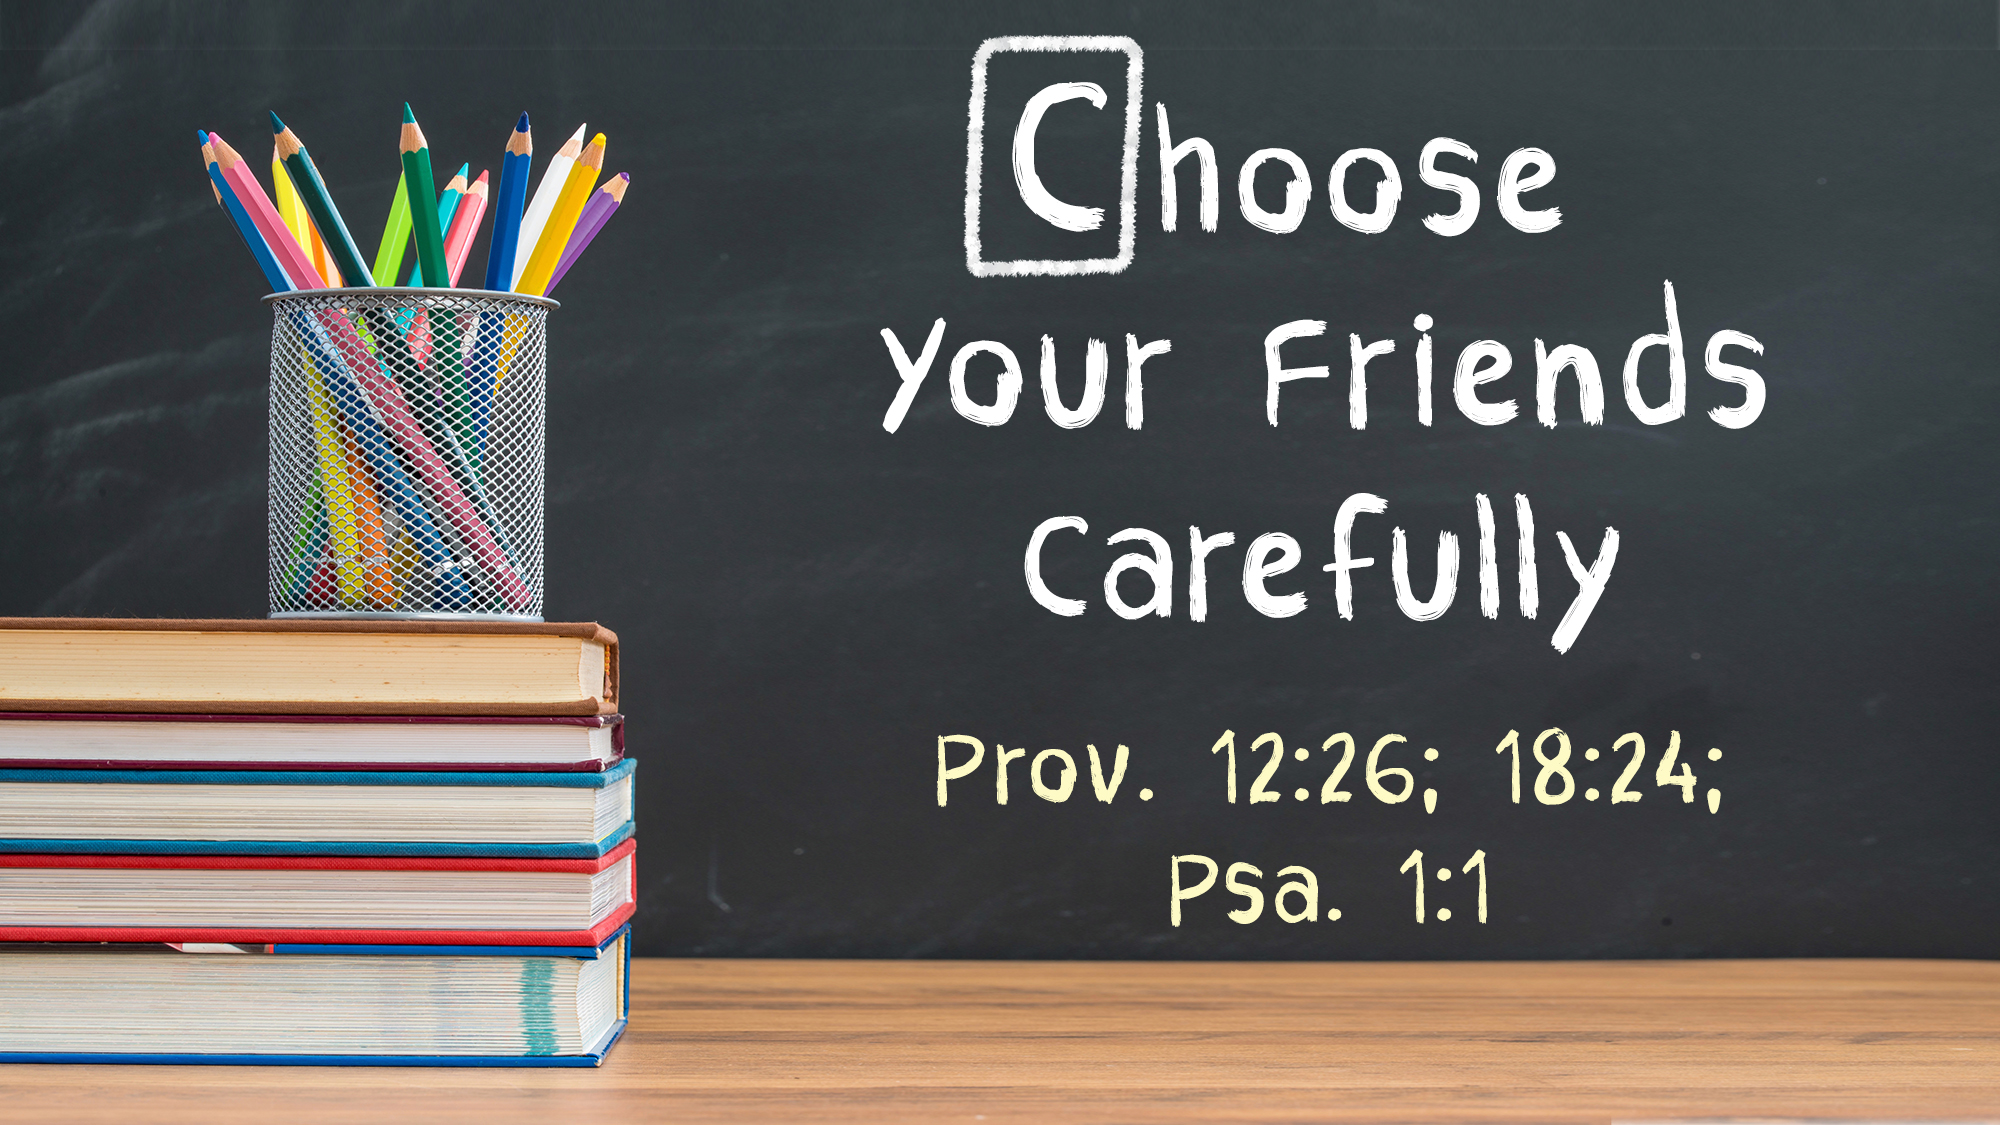 Choose
your Friends
Carefully
Prov. 12:26; 18:24;
Psa. 1:1